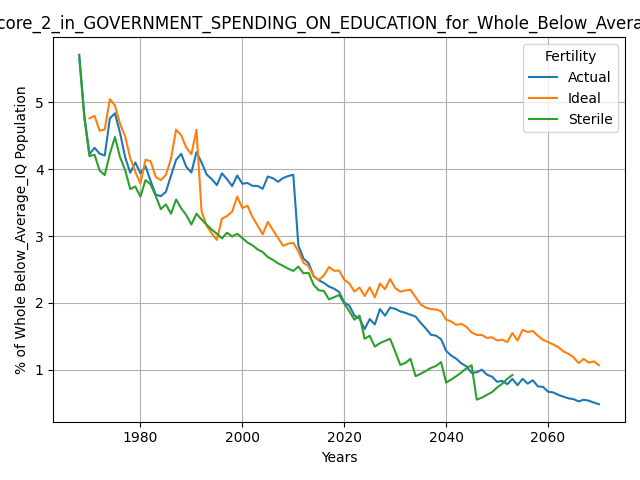 core_2_in_GOVERNMENT_SPENDING_ON_EDUCATION_for_Whole_Below_Avera
Fertility
Actual
Ideal
Sterile
% of Whole Below_Average_IQ Population
5
4
3
2
1
1980 2000 2020 2040 2060
Years